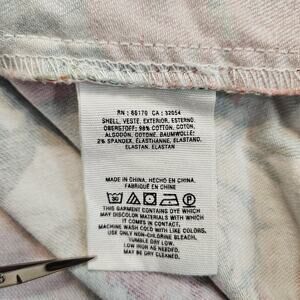 RN : 66170 CA : 32054
SHELL, VESTE, EXTERIOR, ESTERNO,
OBERSTOFF: 98% COTTON, COTON,
ALGODÓN, COTONE, BAUMWOLLE:
2% SPANDEX, ÉLASTHANNE, ELASTANO,
ELASTAN, ELASTAN
MADE IN CHINA, HECHO EN CHINA,
FABRIQUÉ EN CHINE
THIS GARMENT CONTAINS DYE WHICH
MAY DISCOLOR MATERIALS WITH WHICH
IT COMES IN CONTACT.
MACHINE WASH COLD WITH LIKE COLORS.
USE ONLY NON-CHLORINE BLEACH.
TUMBLE DRY LOW.
LOW IRON AS NEEDED.
MAY BE DRY CLEANED.